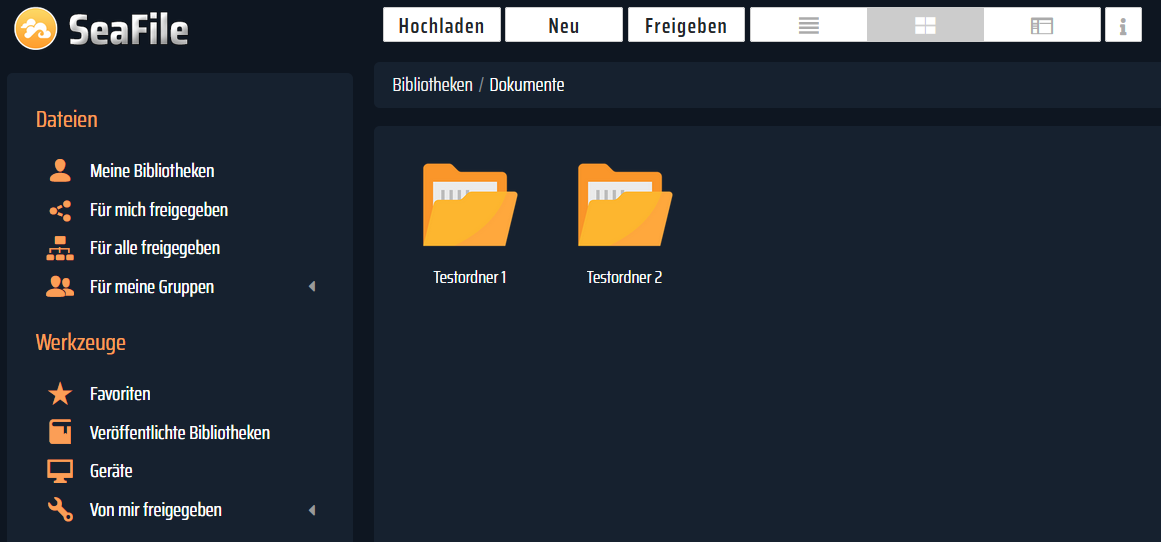 SeaFile
Hochladen
Neu
Freigeben
Bibliotheken / Dokumente
Dateien
Meine Bibliotheken
Für mich freigegeben
Für alle freigegeben
Für meine Gruppen
Werkzeuge
Favoriten
Veröffentlichte Bibliotheken
Geräte
Von mir freigegeben
Testordner 1
Testordner 2